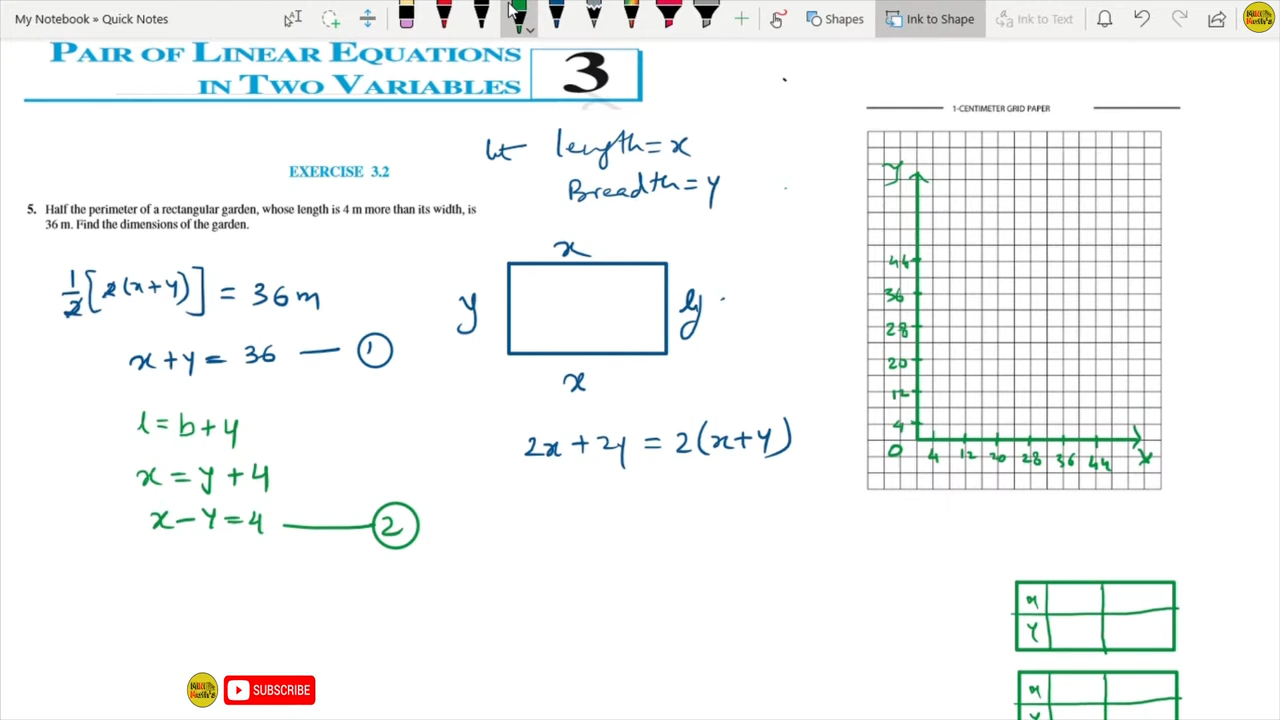 My Notebook » Quick Notes
Shapes
Ink to Shape
Ink to Text
PAIR OF LINEAR EQUATIONS
IN TWO VARIABLES
3
EXERCISE 3.2
5. Half the perimeter of a rectangular garden, whose length is 4 m more than its width, is
36 m. Find the dimensions of the garden.
let length = x
Breadth = y
1/2 [2(x+y)] = 36m
x + y = 36 — 1
l = b + 4
x = y + 4
x – y = 4 — 2
x
y
y
x
2x + 2y = 2(x+y)
1-CENTIMETER GRID PAPER
Y
44
36
28
20
12
4
O 4 12 20 28 36 44 X
x
Y
x
Y
SUBSCRIBE